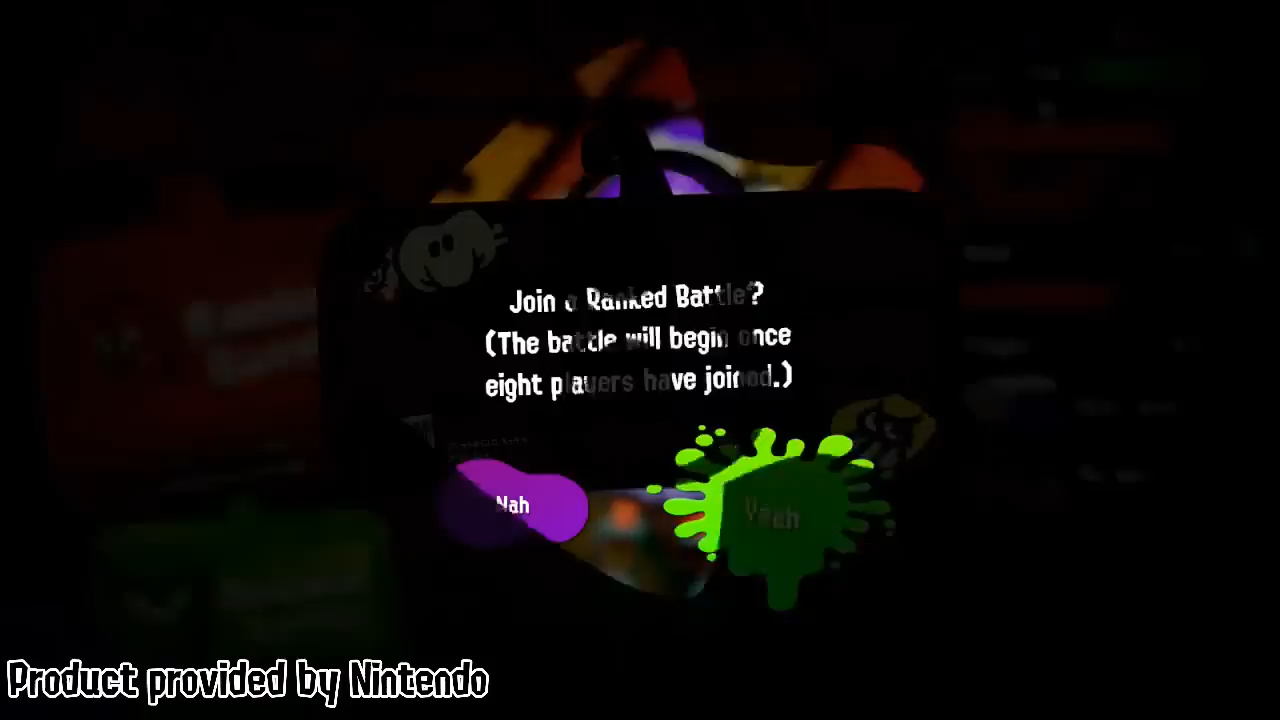 Join a Ranked Battle?
(The battle will begin once
eight players have joined.)
Nah
Yeah
Product provided by Nintendo